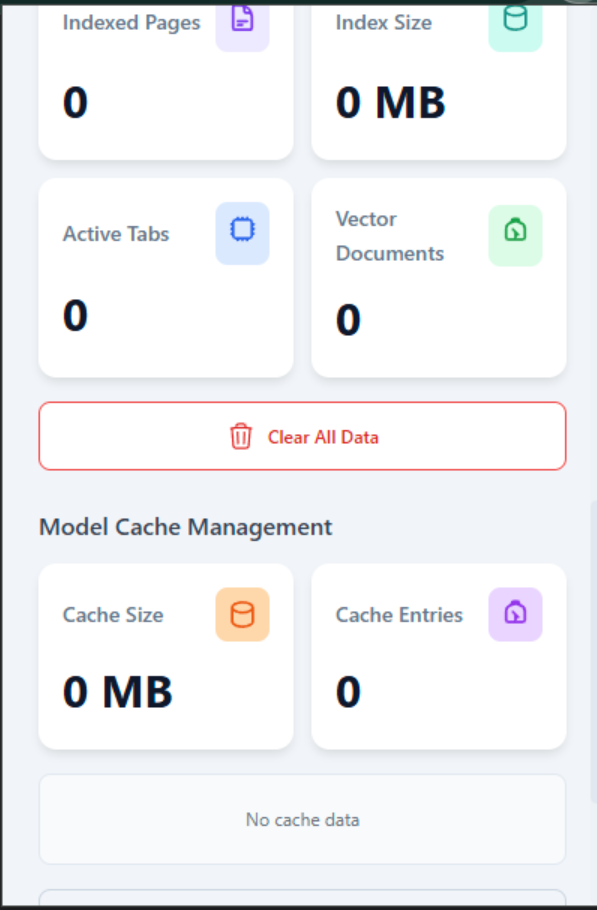 Indexed Pages
Index Size
0
0 MB
Active Tabs
Vector
Documents
0
0
Clear All Data
Model Cache Management
Cache Size
Cache Entries
0 MB
0
No cache data